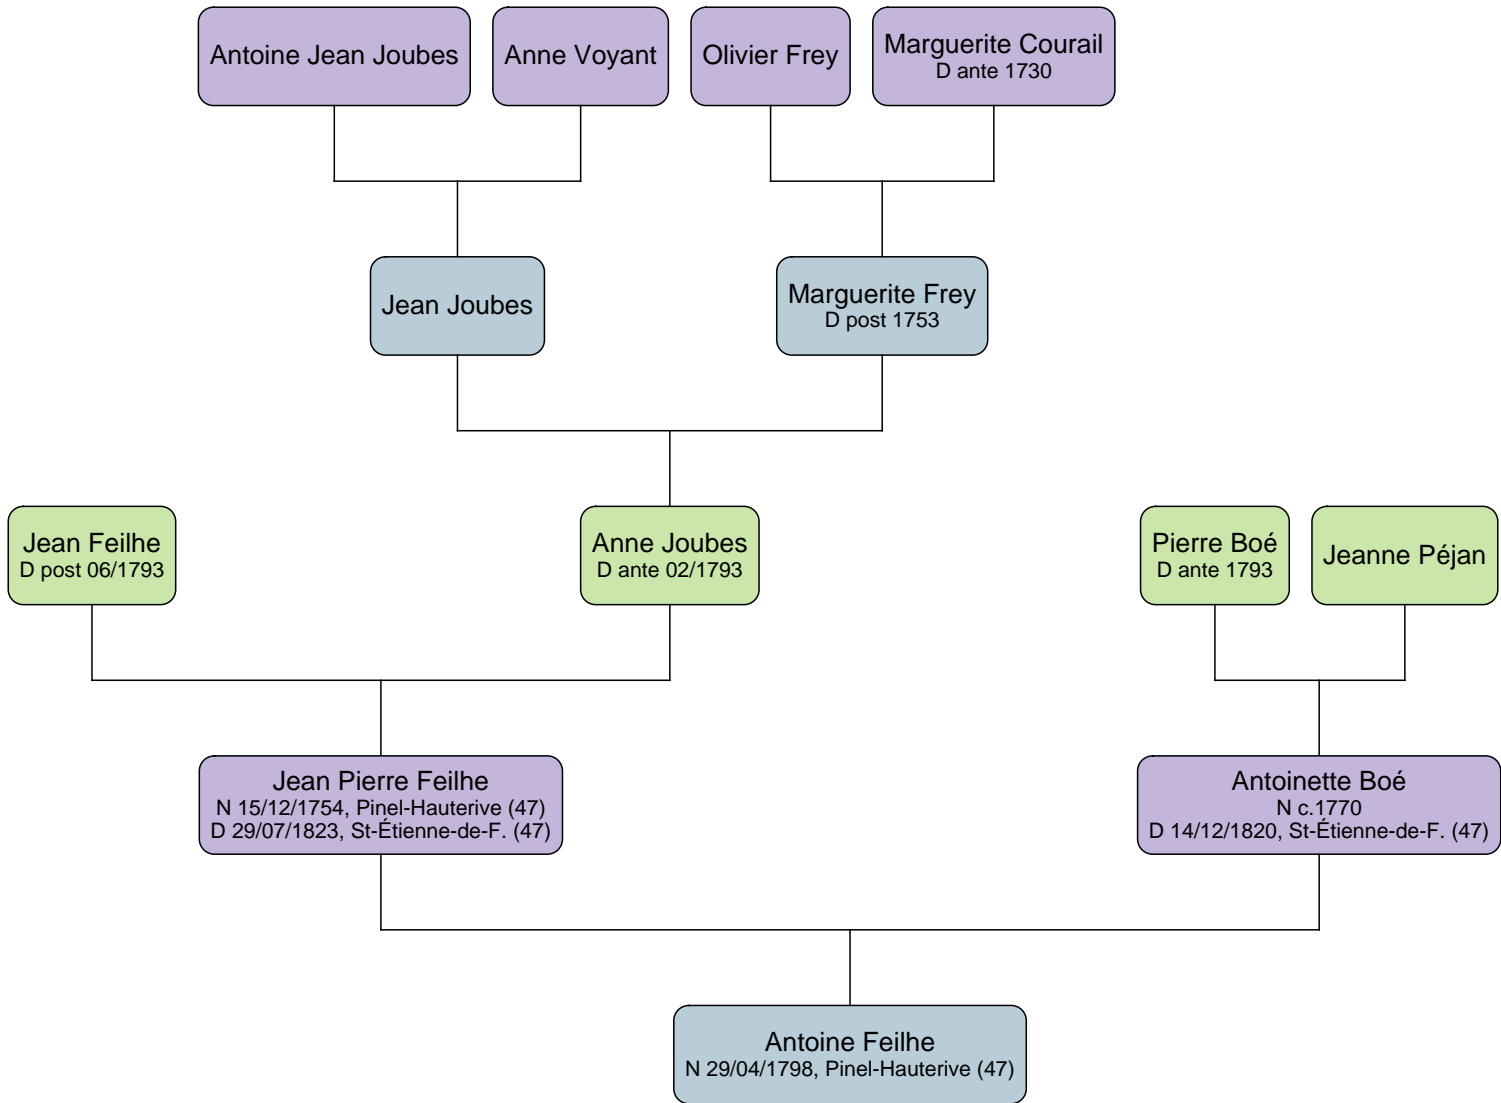 Antoine Jean Joubes
Anne Voyant
Olivier Frey
Marguerite Courail
D ante 1730
Jean Joubes
Marguerite Frey
D post 1753
Jean Feilhe
D post 06/1793
Anne Joubes
D ante 02/1793
Pierre Boé
D ante 1793
Jeanne Péjan
Jean Pierre Feilhe
N 15/12/1754, Pinel-Hauterive (47)
D 29/07/1823, St-Étienne-de-F. (47)
Antoinette Boé
N c.1770
D 14/12/1820, St-Étienne-de-F. (47)
Antoine Feilhe
N 29/04/1798, Pinel-Hauterive (47)